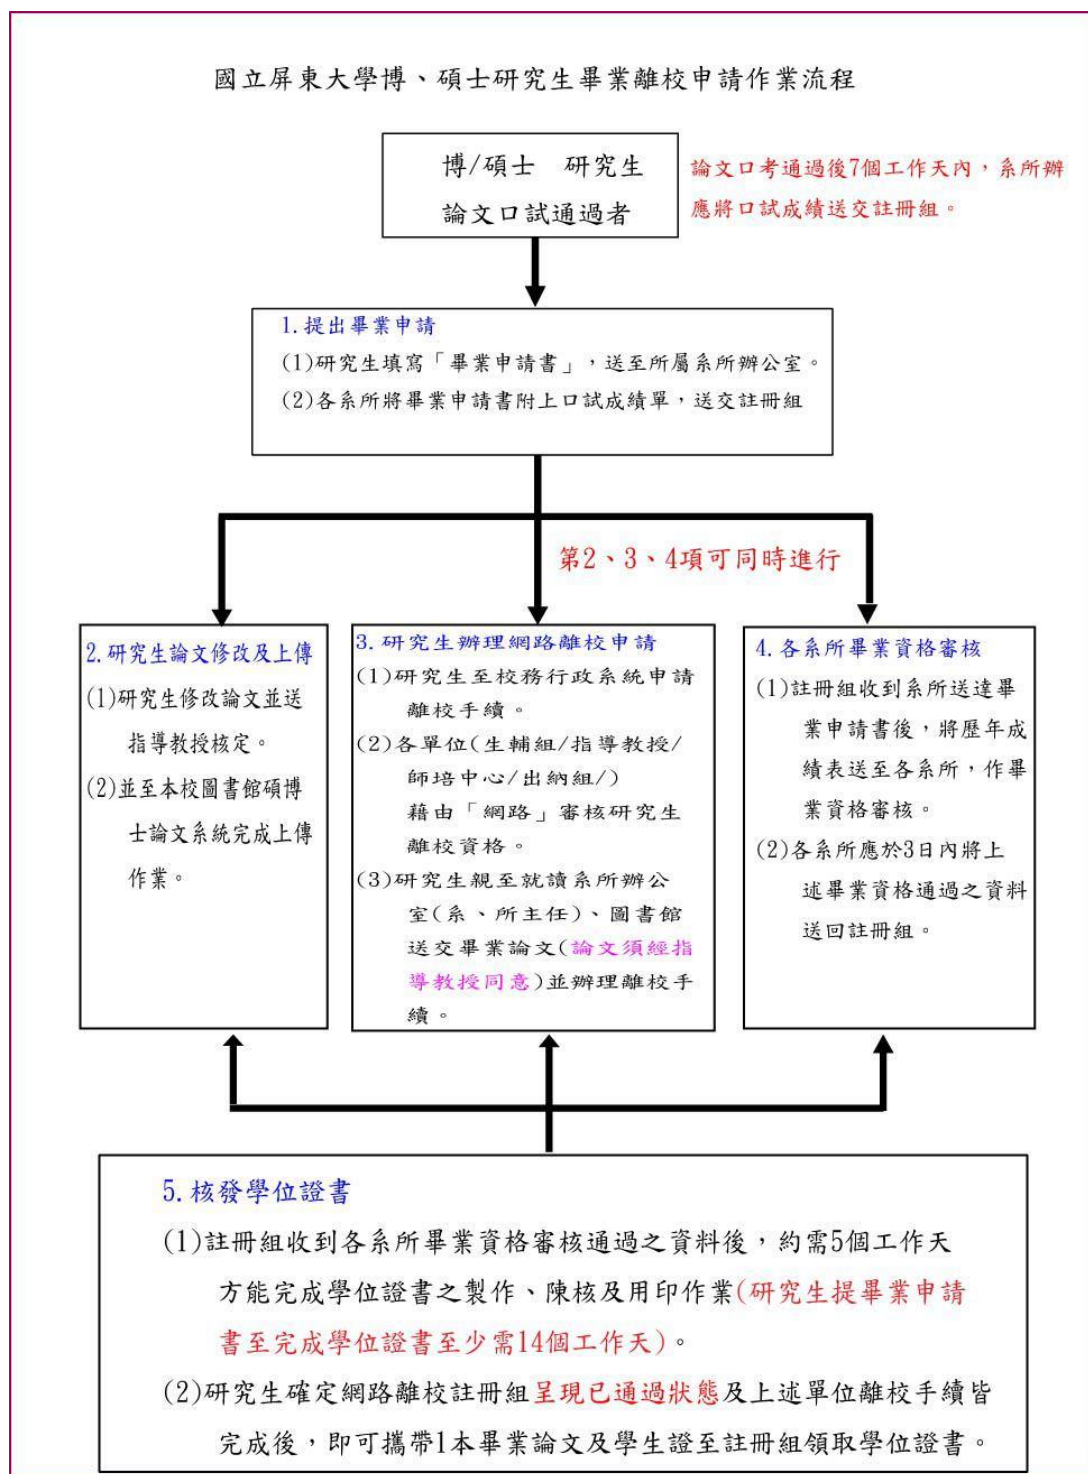 國立屏東大學博、碩士研究生畢業離校申請作業流程
博/碩士　研究生
論文口試通過者
論文口考通過後7個工作天內，系所辦
應將口試成績送交註冊組。
1.提出畢業申請
(1)研究生填寫「畢業申請書」，送至所屬系所辦公室。
(2)各系所將畢業申請書附上口試成績單，送交註冊組
第2、3、4項可同時進行
2.研究生論文修改及上傳
(1)研究生修改論文並送
指導教授核定。
(2)並至本校圖書館碩博
士論文系統完成上傳
作業。
3.研究生辦理網路離校申請
(1)研究生至校務行政系統申請
離校手續。
(2)各單位(生輔組/指導教授/
師培中心/出納組/)
藉由「網路」審核研究生
離校資格。
(3)研究生親至就讀系所辦公
室(系、所主任)、圖書館
送交畢業論文(論文須經指
導教授同意)並辦理離校手
續。
4.各系所畢業資格審核
(1)註冊組收到系所送達畢
業申請書後，將歷年成
績表送至各系所，作畢
業資格審核。
(2)各系所應於3日內將上
述畢業資格通過之資料
送回註冊組。
5.核發學位證書
(1)註冊組收到各系所畢業資格審核通過之資料後，約需5個工作天
方能完成學位證書之製作、陳核及用印作業(研究生提畢業申請
書至完成學位證書至少需14個工作天)。
(2)研究生確定網路離校註冊組呈現已通過狀態及上述單位離校手續皆
完成後，即可攜帶1本畢業論文及學生證至註冊組領取學位證書。